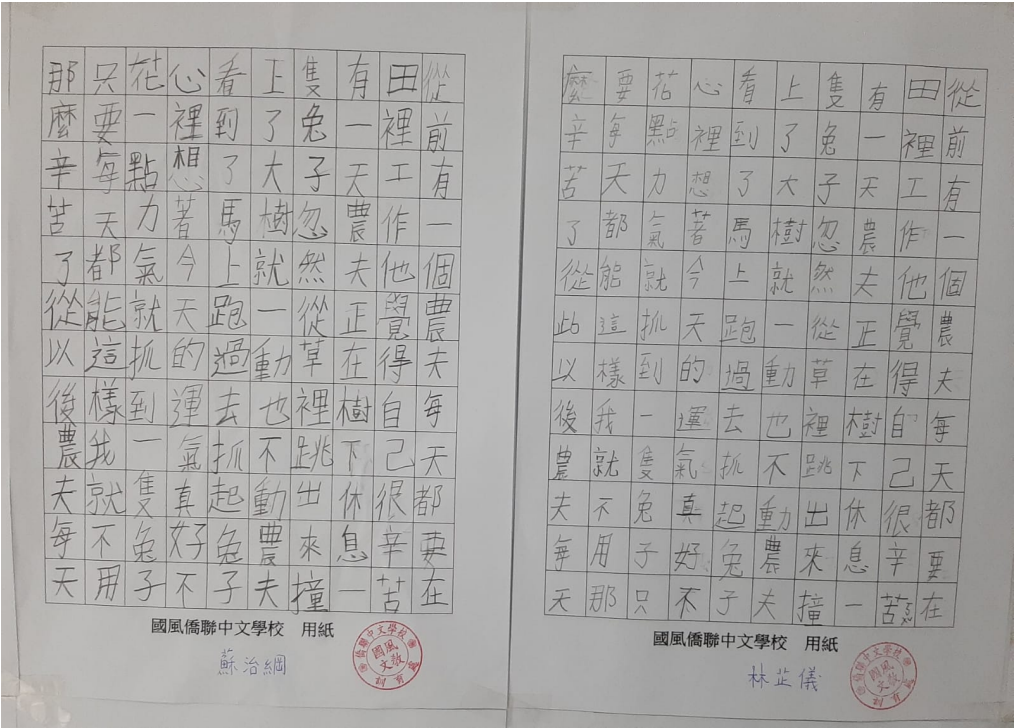 從前有一個農夫每天都要在
田裡工作他覺得自己很辛苦
有一天農夫正在樹下休息一
隻兔子忽然從草裡跳出來撞
上了大樹就一動也不動農夫
看到了馬上跑過去抓起兔子
心裡想著今天的運氣真好不
花一點力氣就抓到一隻兔子
只要每天都能這樣我就不用
那麼辛苦了從以後農夫每天
國風僑聯中文學校 用紙
蘇治綱
從前有一個農夫每天都要在
田裡工作他覺得自己很辛苦
有一天農夫正在樹下休息一
隻兔子忽然從草裡跳出來撞
上了大樹就一動也不動農夫
看到了馬上跑過去抓起兔子
心裡想著今天的運氣真好不
花點力氣就抓到一隻兔子只
要每天都能這樣我就不用那
麼辛苦了從此以後農夫每天
國風僑聯中文學校 用紙
林芷儀